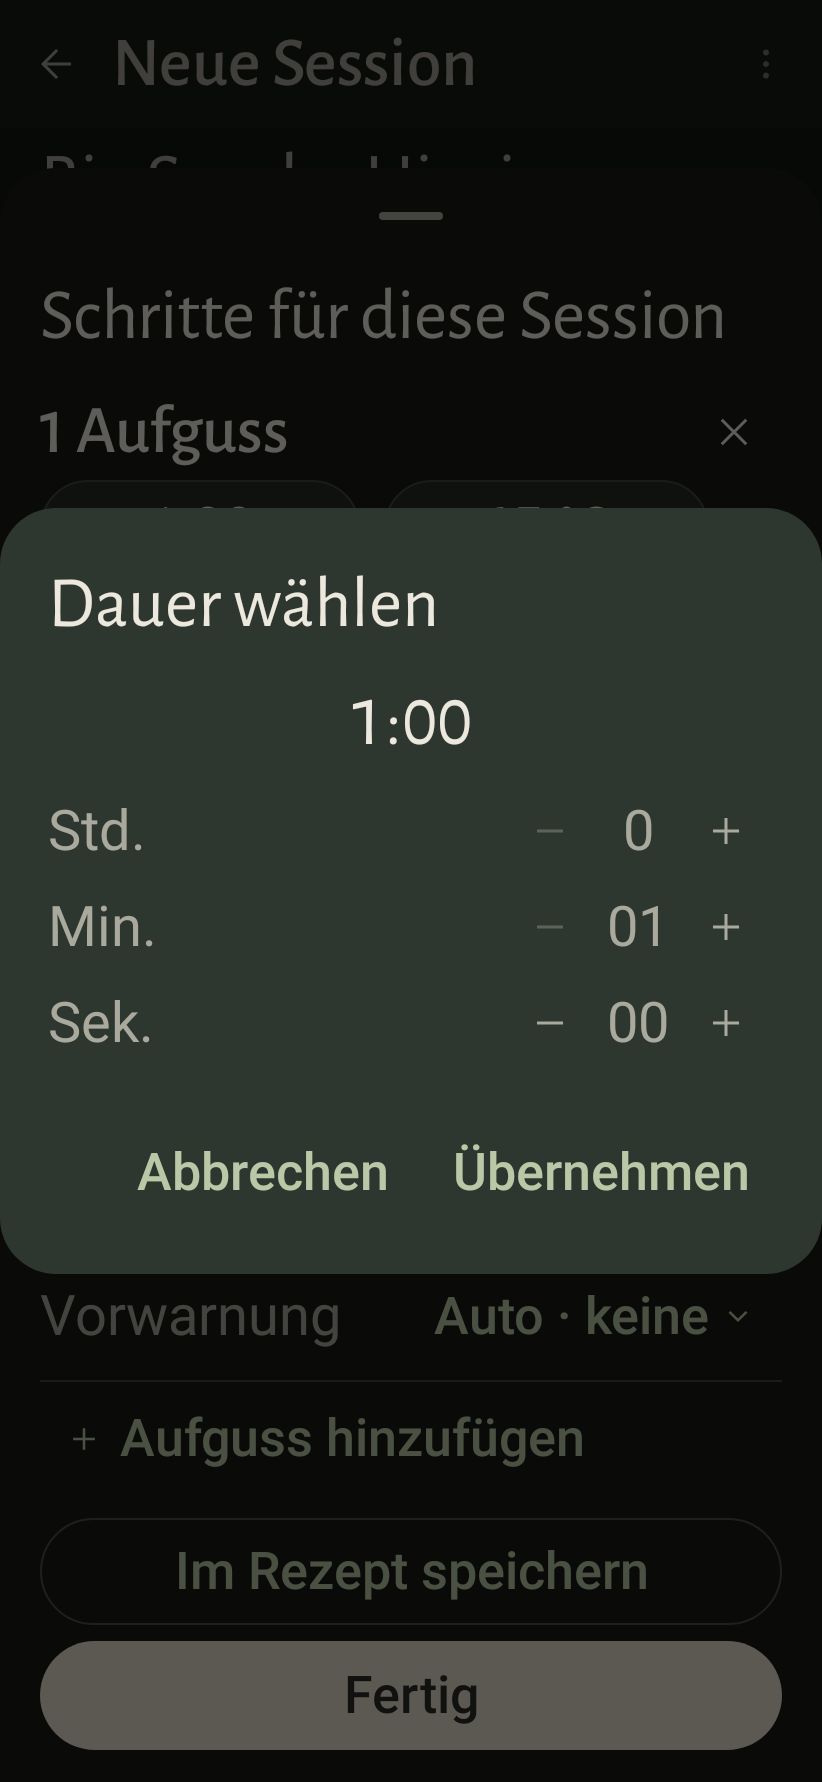 Neue Session
Schritte für diese Session
1 Aufguss
Dauer wählen
1:00
Std. − 0 +
Min. − 01 +
Sek. − 00 +
Abbrechen Übernehmen
Vorwarnung Auto · keine
+ Aufguss hinzufügen
Im Rezept speichern
Fertig